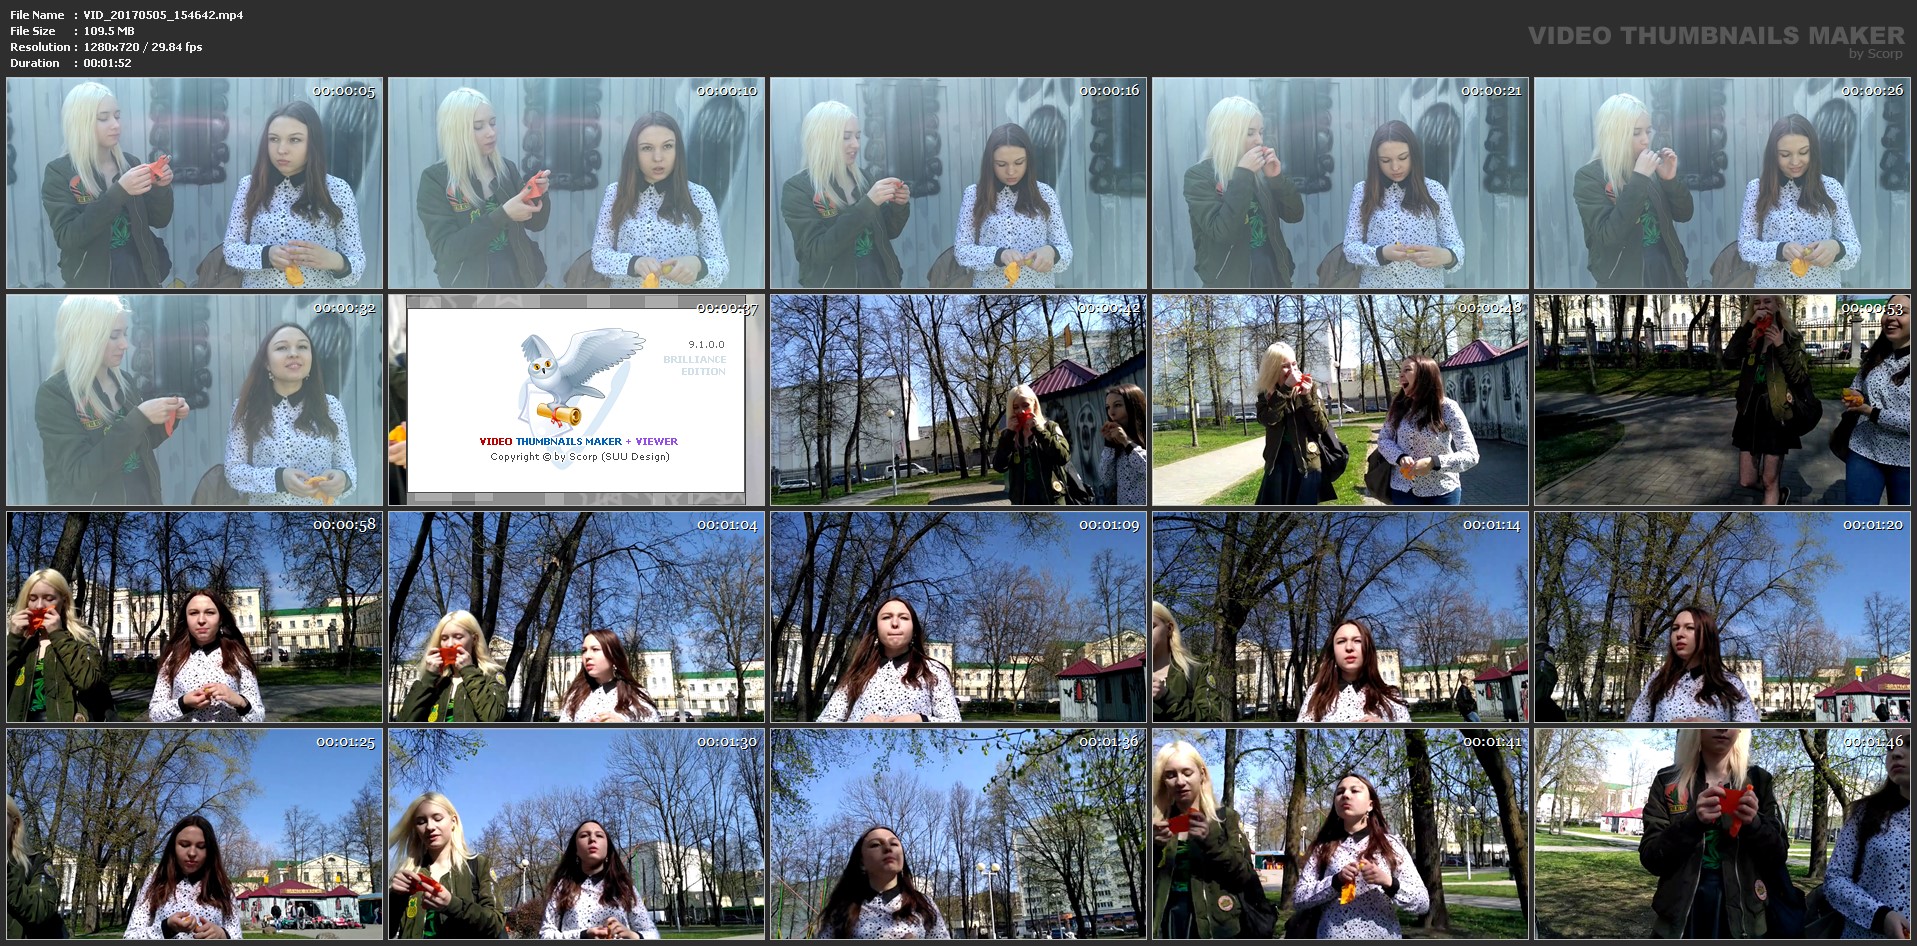 File Name : VID_20170505_154642.mp4
File Size : 109.5 MB
Resolution : 1280x720 / 29.84 fps
Duration : 00:01:52
VIDEO THUMBNAILS MAKER
by Scorp
00:00:05
00:00:10
00:00:16
00:00:21
00:00:26
00:00:32
00:00:37
9.1.0.0
BRILLIANCE
EDITION
VIDEO THUMBNAILS MAKER + VIEWER
Copyright © by Scorp (SUU Design)
00:00:42
00:00:48
00:00:53
00:00:58
00:01:04
00:01:09
00:01:14
00:01:20
00:01:25
00:01:30
00:01:36
00:01:41
00:01:46